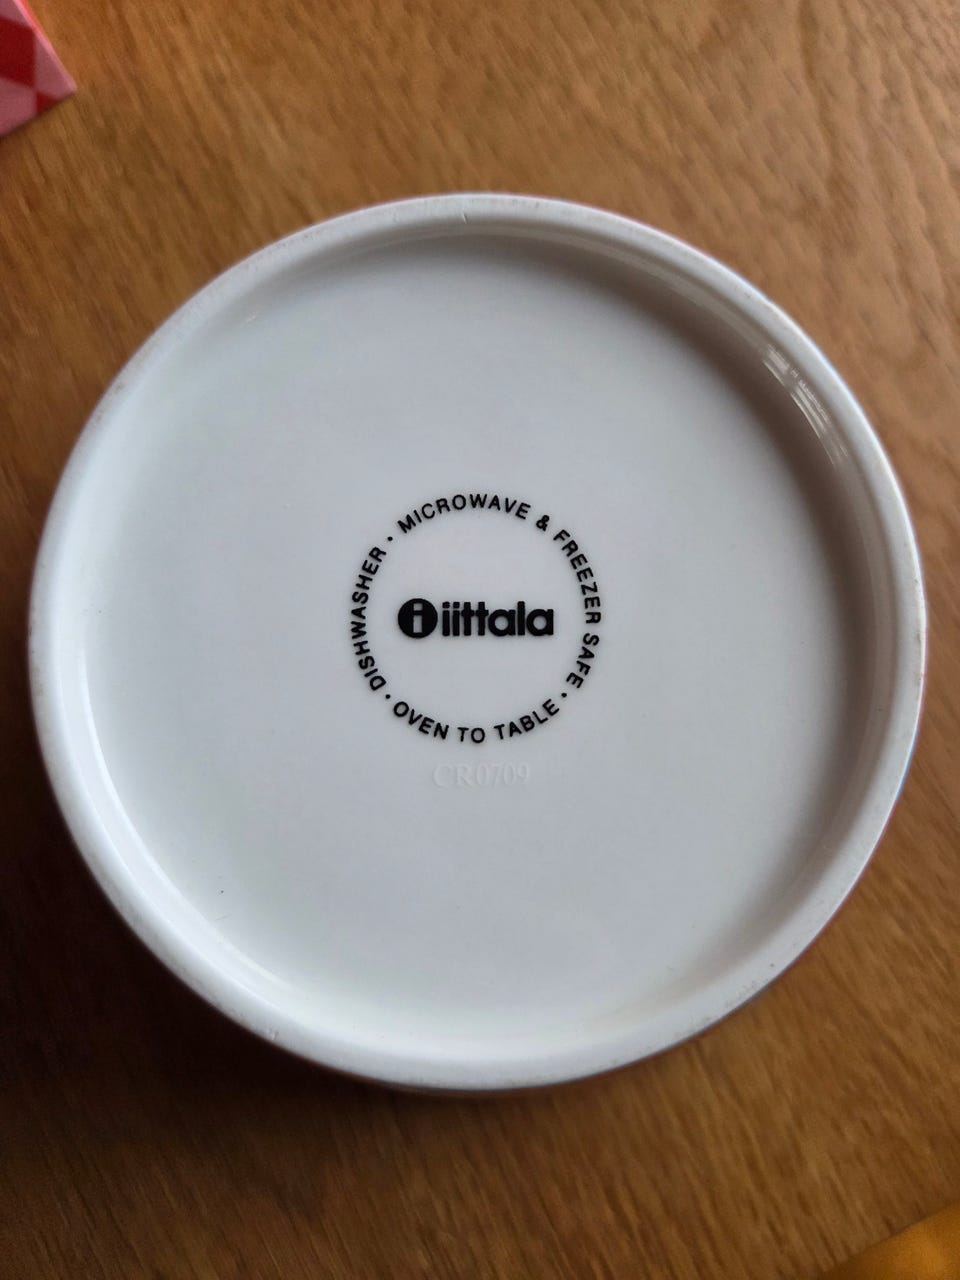 DISHWASHER · MICROWAVE & FREEZER SAFE · OVEN TO TABLE ·
i iittala
CR0709